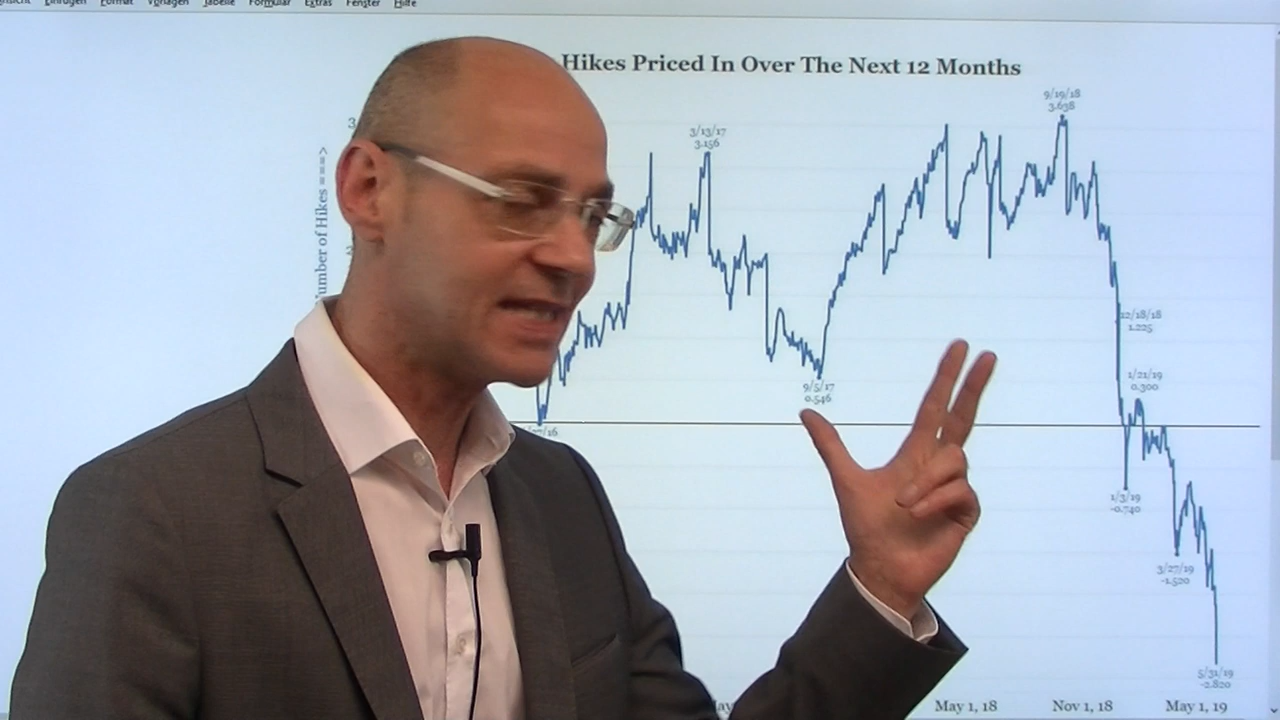 Einfügen Format Vorlagen Tabelle Formular Extras Fenster Hilfe
Hikes Priced In Over The Next 12 Months
9/19/18
3.638
3/13/17
3.156
umber of Hikes ===>
12/18/18
1.225
1/21/19
0.300
9/5/17
0.546
1/3/19
-0.740
3/27/19
-1.520
5/31/19
-2.820
May 1, 18
Nov 1, 18
May 1, 19